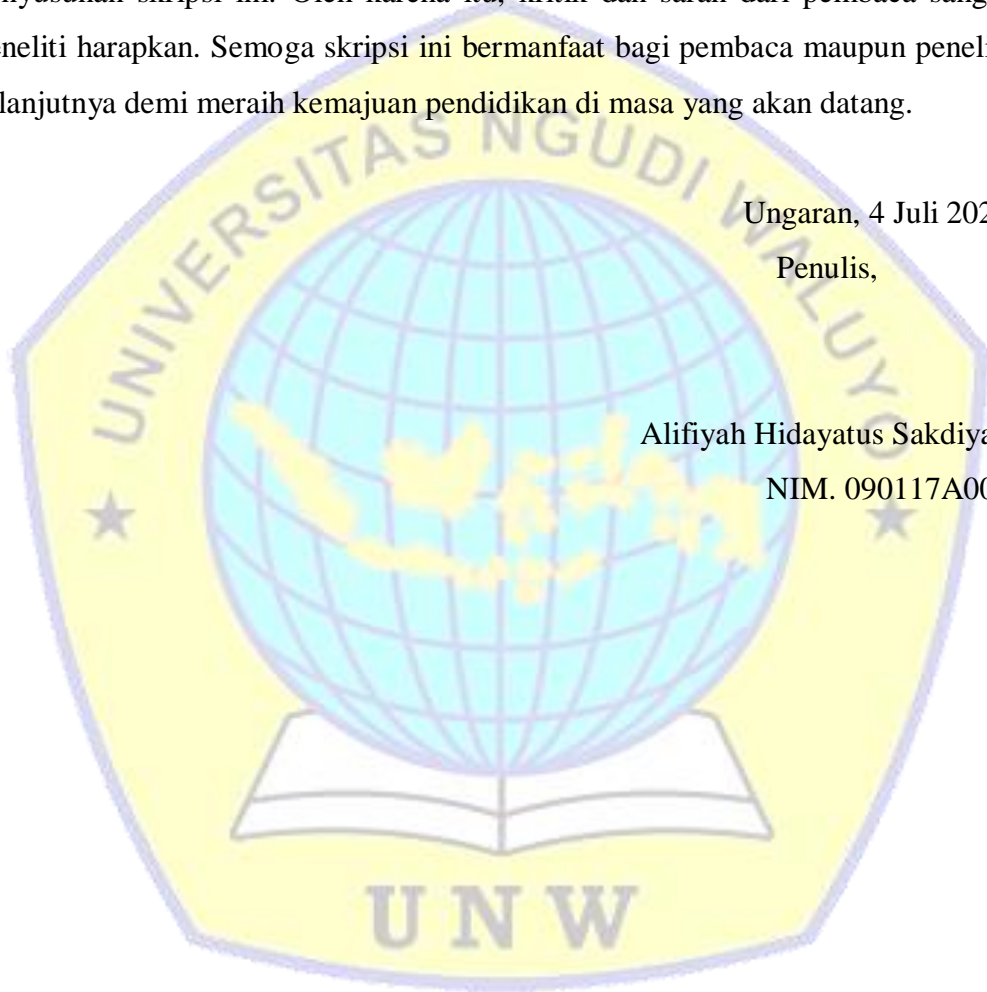 nyusunan skripsi ini. Oleh karena itu, kritik dan saran dari pembaca sang
eneliti harapkan. Semoga skripsi ini bermanfaat bagi pembaca maupun penel
lanjutnya demi meraih kemajuan pendidikan di masa yang akan datang.
UNIVERSITAS NGUDI WALUYO
Ungaran, 4 Juli 202
Penulis,
Alifiyah Hidayatus Sakdiya
NIM. 090117A00
UNW